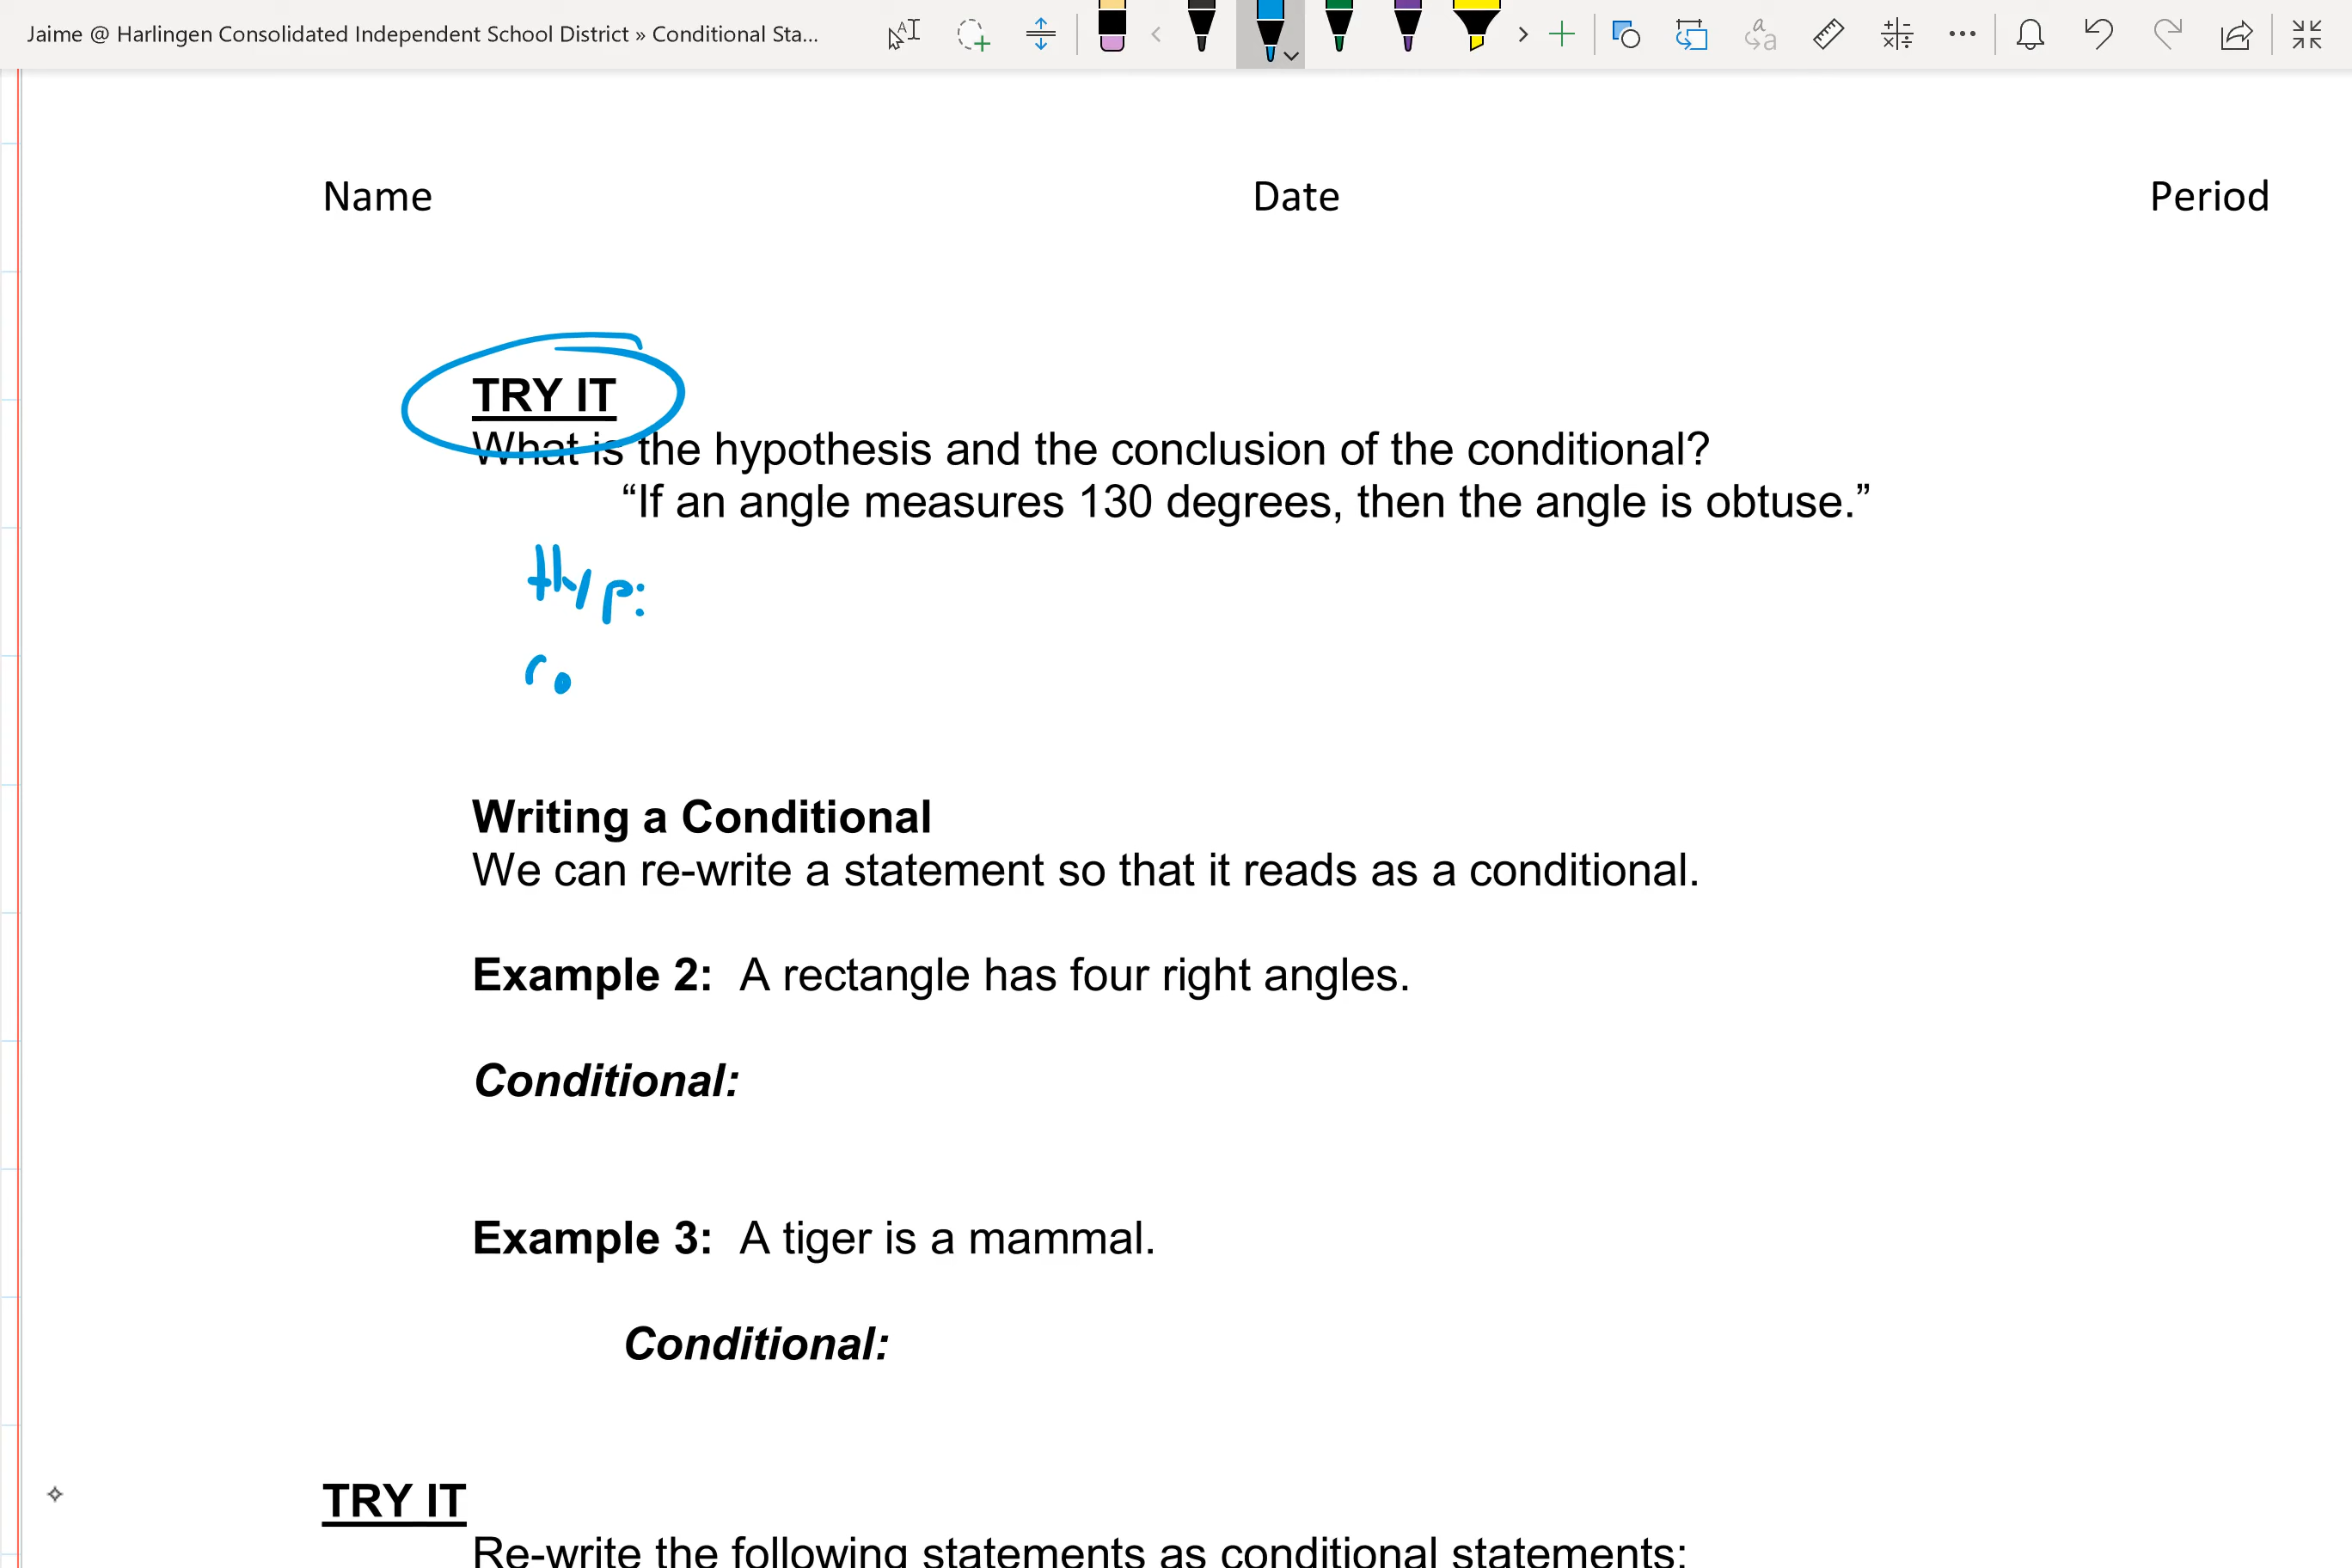 Jaime @ Harlingen Consolidated Independent School District » Conditional Sta...
Name Date Period
TRY IT
What is the hypothesis and the conclusion of the conditional?
“If an angle measures 130 degrees, then the angle is obtuse.”
Hyp:
co
Writing a Conditional
We can re-write a statement so that it reads as a conditional.
Example 2: A rectangle has four right angles.
Conditional:
Example 3: A tiger is a mammal.
Conditional:
TRY IT
Re-write the following statements as conditional statements: